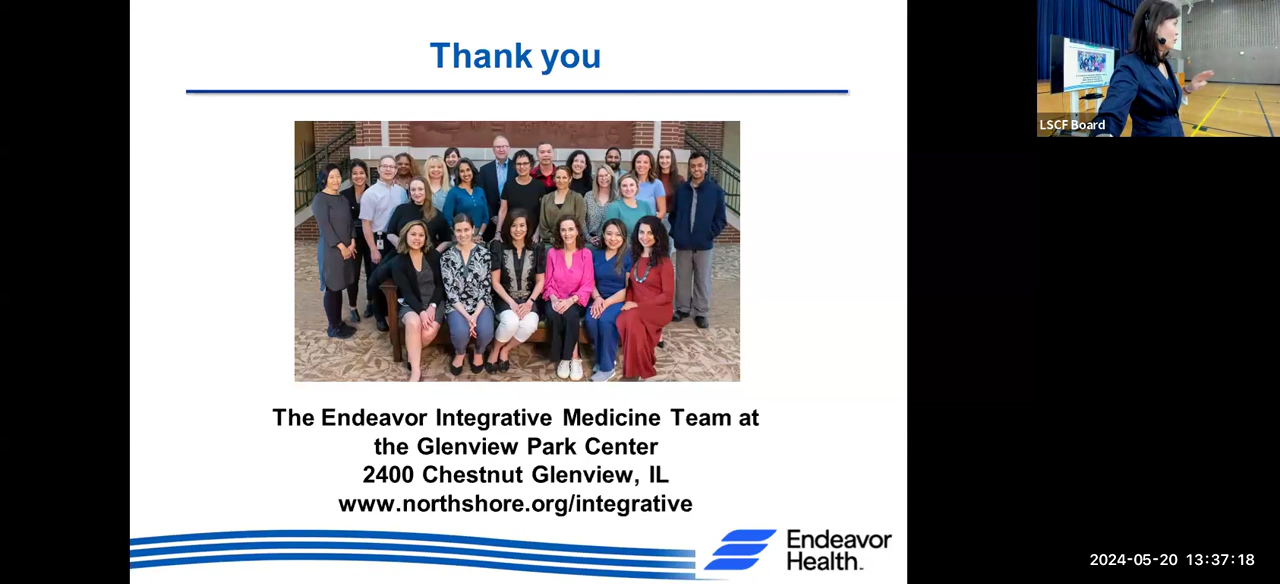 Thank you
The Endeavor Integrative Medicine Team at
the Glenview Park Center
2400 Chestnut Glenview, IL
www.northshore.org/integrative
Endeavor
Health
LSCF Board
2024-05-20 13:37:18